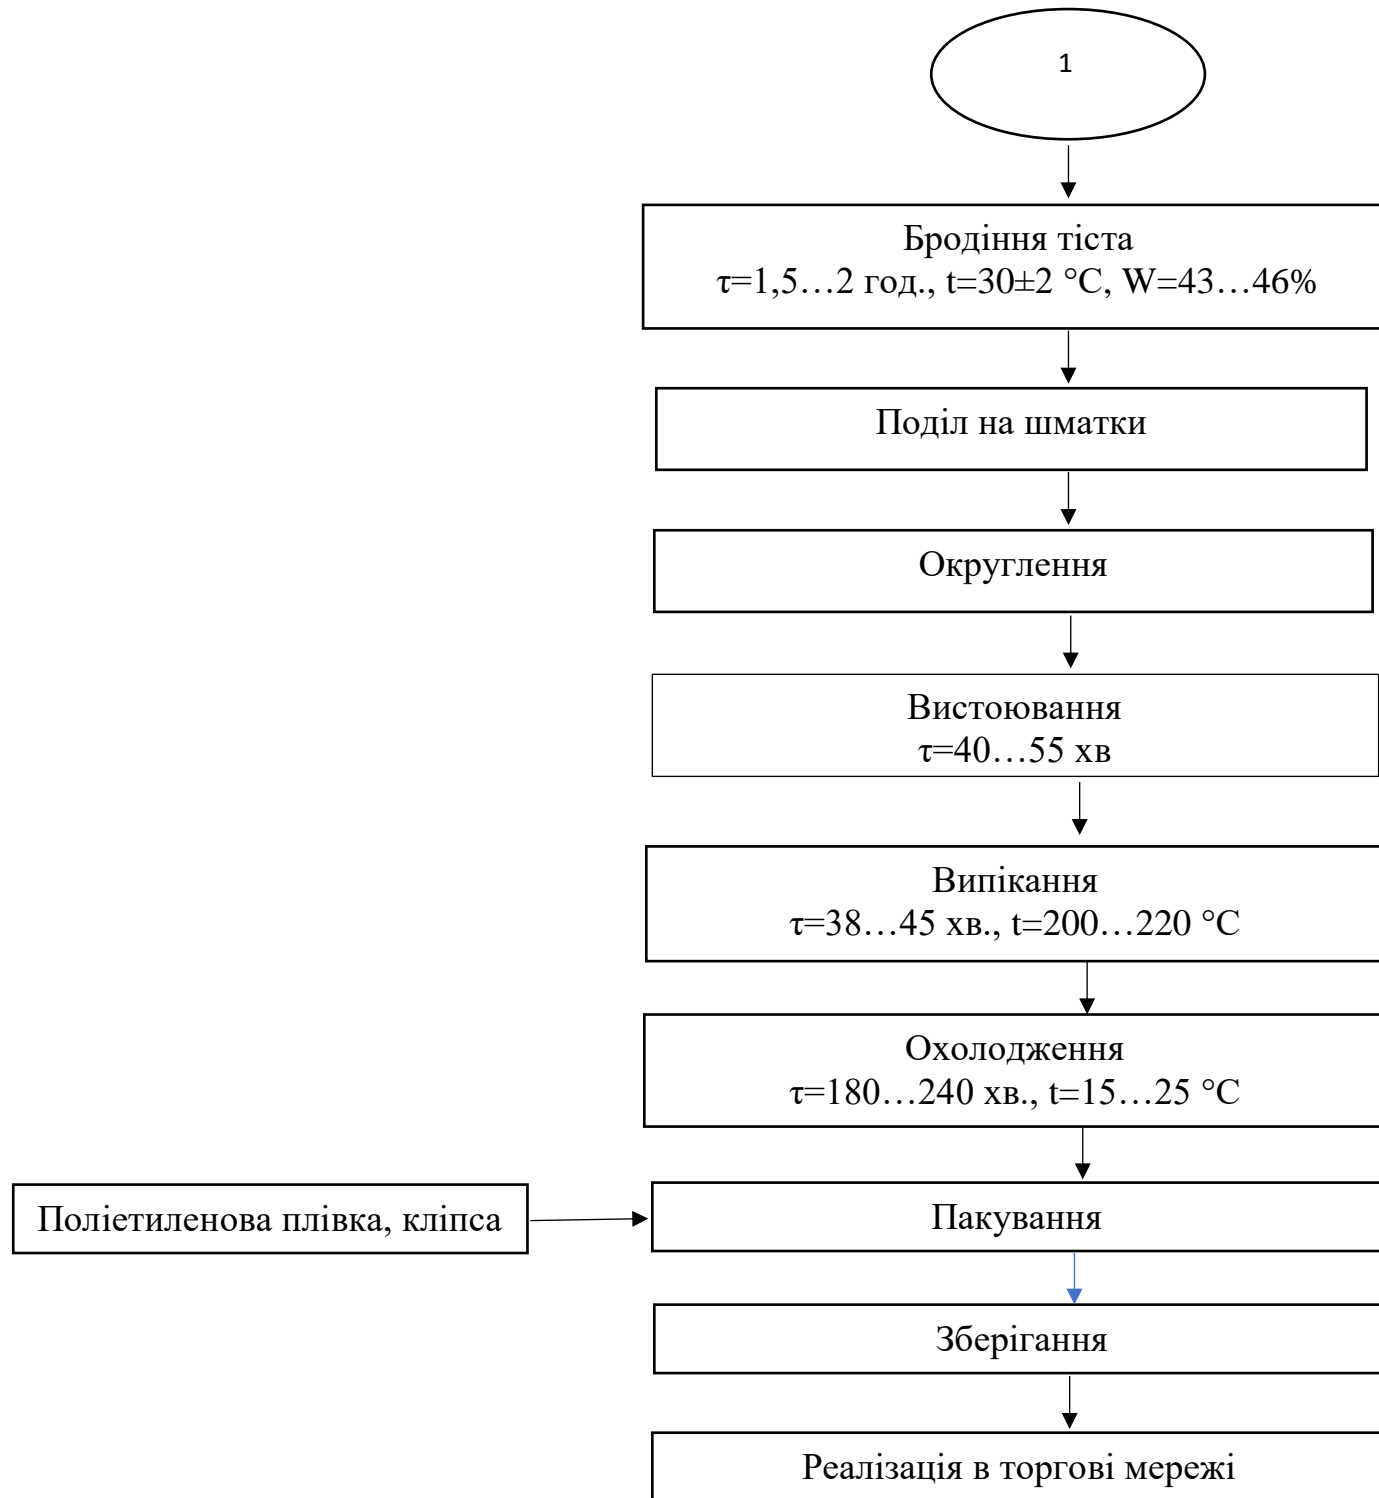 1
Бродіння тіста
τ=1,5…2 год., t=30±2 °C, W=43…46%
Поділ на шматки
Округлення
Вистоювання
τ=40…55 хв
Випікання
τ=38…45 хв., t=200…220 °C
Охолодження
τ=180…240 хв., t=15…25 °C
Поліетиленова плівка, кліпса
Пакування
Зберігання
Реалізація в торгові мережі